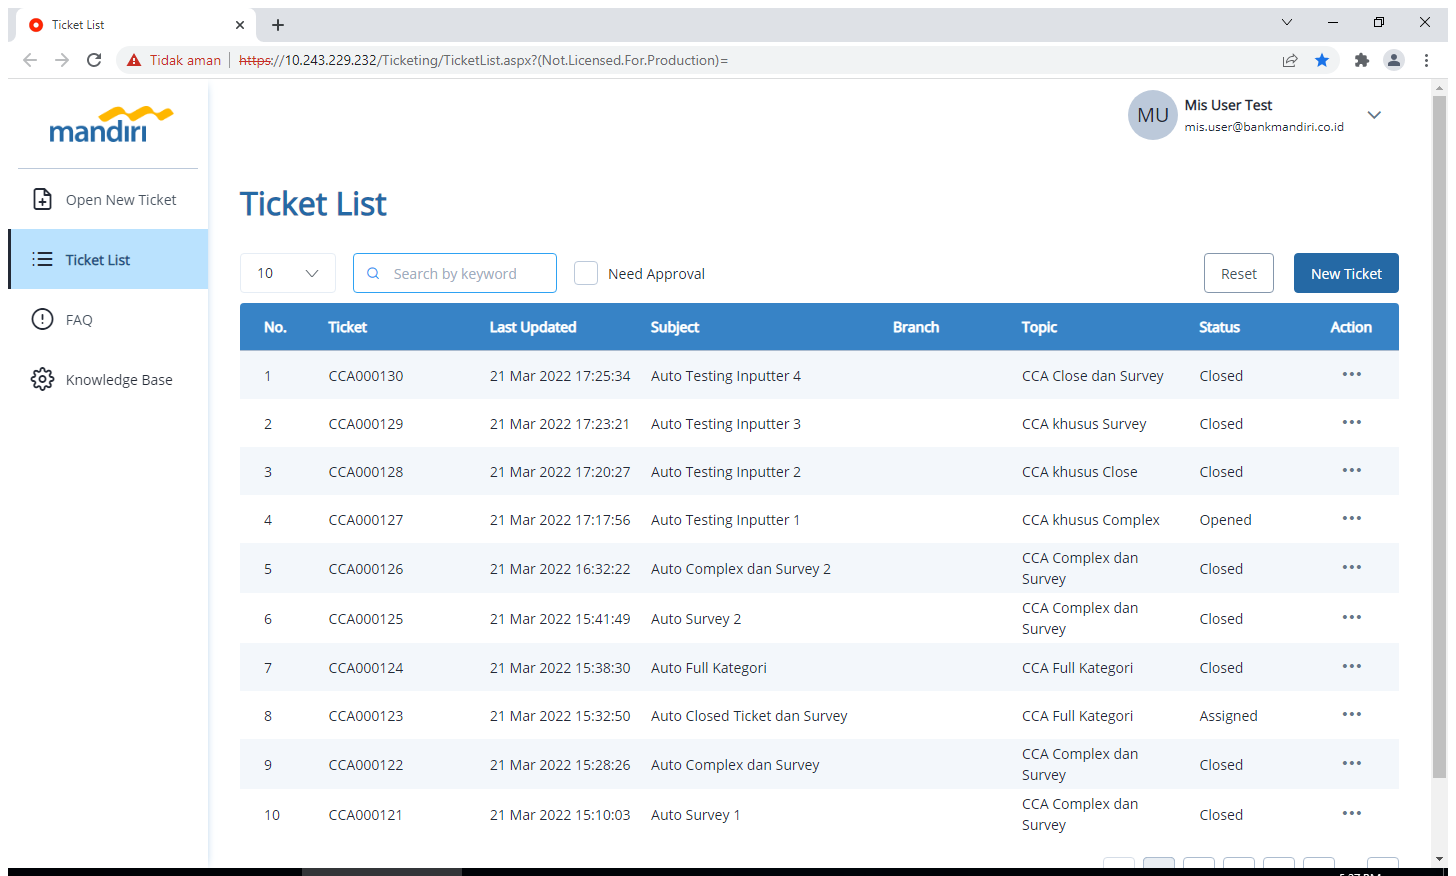 Ticket List
Tidak aman https://10.243.229.232/Ticketing/TicketList.aspx?(Not.Licensed.For.Production)=
mandiri
MU Mis User Test
mis.user@bankmandiri.co.id
Open New Ticket
Ticket List
FAQ
Knowledge Base
Ticket List
10 Search by keyword Need Approval Reset New Ticket
No. Ticket Last Updated Subject Branch Topic Status Action
1 CCA000130 21 Mar 2022 17:25:34 Auto Testing Inputter 4 CCA Close dan Survey Closed
2 CCA000129 21 Mar 2022 17:23:21 Auto Testing Inputter 3 CCA khusus Survey Closed
3 CCA000128 21 Mar 2022 17:20:27 Auto Testing Inputter 2 CCA khusus Close Closed
4 CCA000127 21 Mar 2022 17:17:56 Auto Testing Inputter 1 CCA khusus Complex Opened
5 CCA000126 21 Mar 2022 16:32:22 Auto Complex dan Survey 2 CCA Complex dan Survey Closed
6 CCA000125 21 Mar 2022 15:41:49 Auto Survey 2 CCA Complex dan Survey Closed
7 CCA000124 21 Mar 2022 15:38:30 Auto Full Kategori CCA Full Kategori Closed
8 CCA000123 21 Mar 2022 15:32:50 Auto Closed Ticket dan Survey CCA Full Kategori Assigned
9 CCA000122 21 Mar 2022 15:28:26 Auto Complex dan Survey CCA Complex dan Survey Closed
10 CCA000121 21 Mar 2022 15:10:03 Auto Survey 1 CCA Complex dan Survey Closed